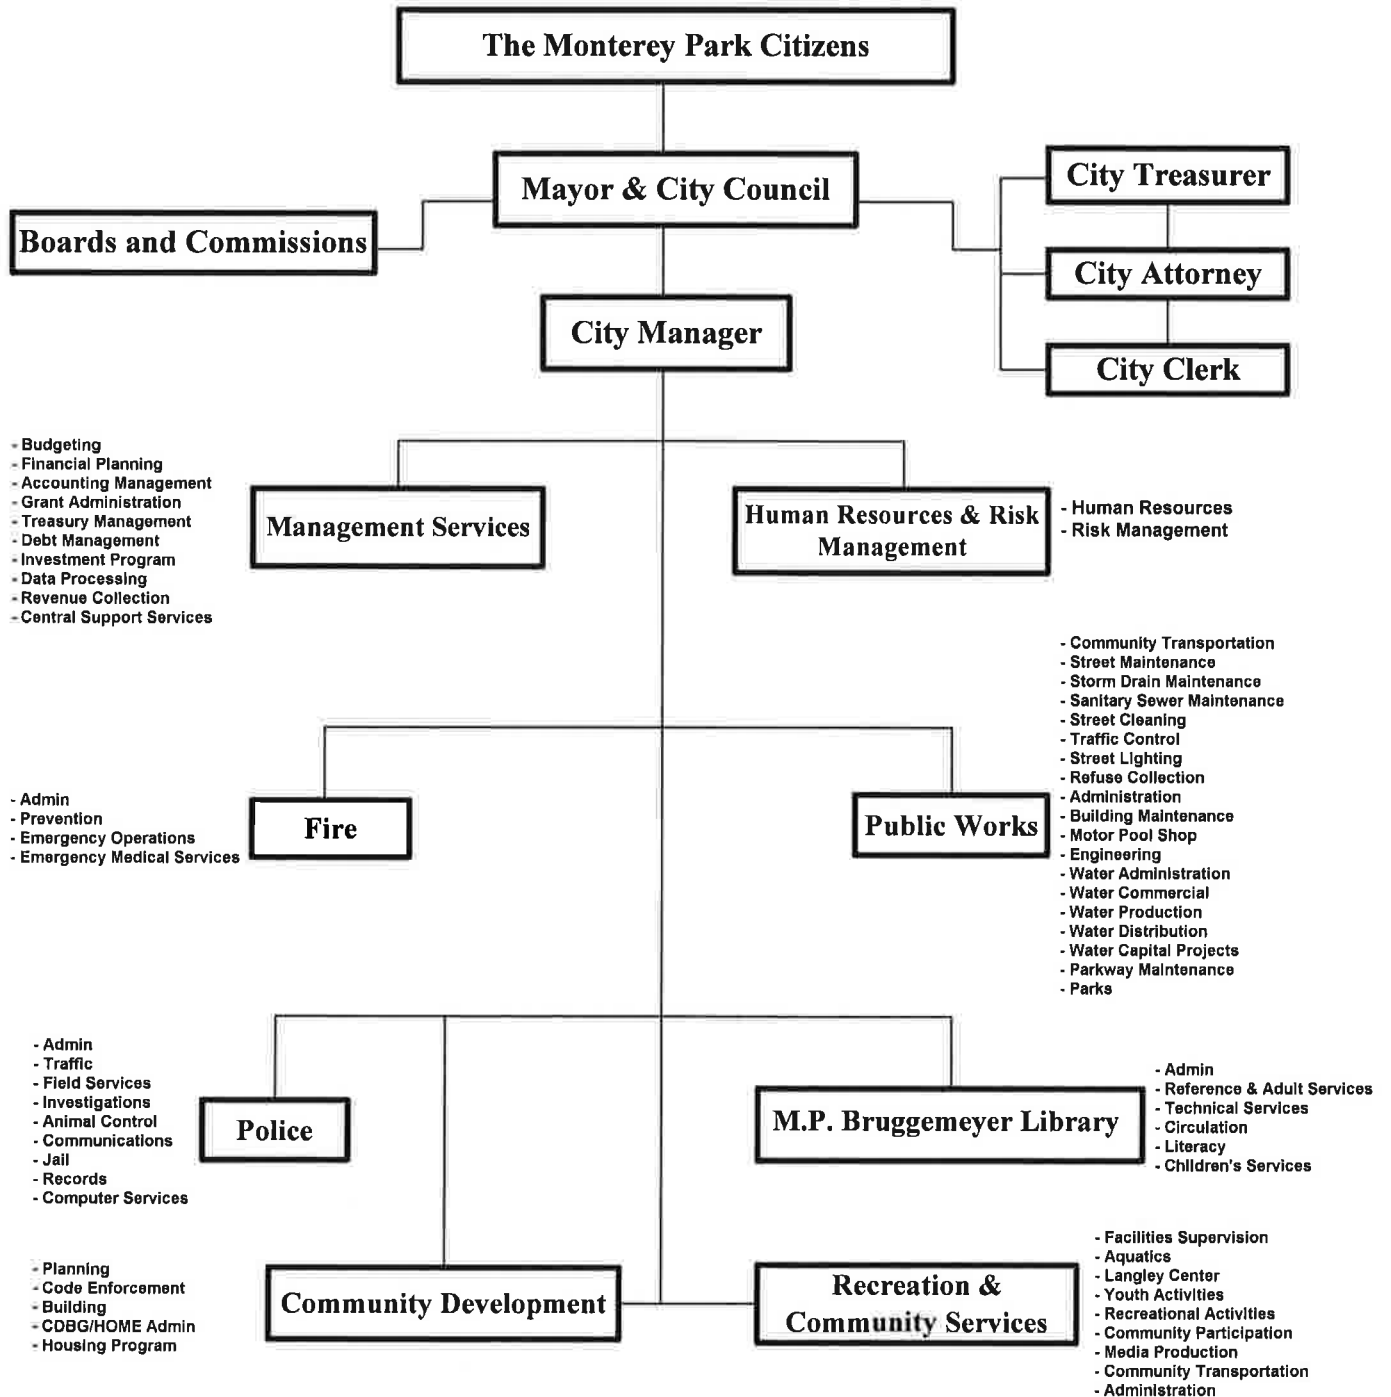 The Monterey Park Citizens
Mayor & City Council
City Treasurer
Boards and Commissions
City Attorney
City Manager
City Clerk
- Budgeting
- Financial Planning
- Accounting Management
- Grant Administration
- Treasury Management
- Debt Management
- Investment Program
- Data Processing
- Revenue Collection
- Central Support Services
Management Services
Human Resources & Risk
Management
- Human Resources
- Risk Management
- Community Transportation
- Street Maintenance
- Storm Drain Maintenance
- Sanitary Sewer Maintenance
- Street Cleaning
- Traffic Control
- Street Lighting
- Refuse Collection
- Administration
- Building Maintenance
- Motor Pool Shop
- Engineering
- Water Administration
- Water Commercial
- Water Production
- Water Distribution
- Water Capital Projects
- Parkway Maintenance
- Parks
- Admin
- Prevention
- Emergency Operations
- Emergency Medical Services
Fire
Public Works
- Admin
- Traffic
- Field Services
- Investigations
- Animal Control
- Communications
- Jail
- Records
- Computer Services
Police
M.P. Bruggemeyer Library
- Admin
- Reference & Adult Services
- Technical Services
- Circulation
- Literacy
- Children's Services
- Planning
- Code Enforcement
- Building
- CDBG/HOME Admin
- Housing Program
Community Development
Recreation &
Community Services
- Facilities Supervision
- Aquatics
- Langley Center
- Youth Activities
- Recreational Activities
- Community Participation
- Media Production
- Community Transportation
- Administration